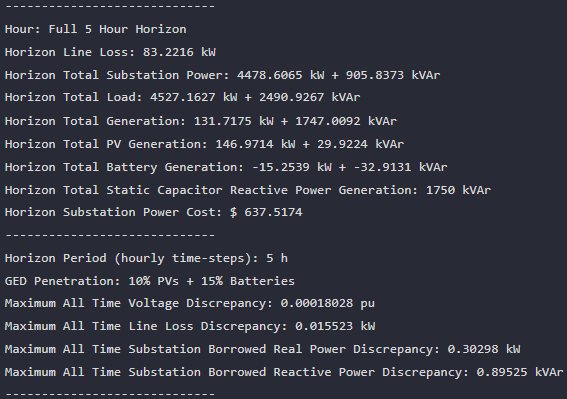 ------------------------------
Hour: Full 5 Hour Horizon
Horizon Line Loss: 83.2216 kW
Horizon Total Substation Power: 4478.6065 kW + 905.8373 kVAr
Horizon Total Load: 4527.1627 kW + 2490.9267 kVAr
Horizon Total Generation: 131.7175 kW + 1747.0092 kVAr
Horizon Total PV Generation: 146.9714 kW + 29.9224 kVAr
Horizon Total Battery Generation: -15.2539 kW + -32.9131 kVAr
Horizon Total Static Capacitor Reactive Power Generation: 1750 kVAr
Horizon Substation Power Cost: $ 637.5174
------------------------------
Horizon Period (hourly time-steps): 5 h
GED Penetration: 10% PVs + 15% Batteries
Maximum All Time Voltage Discrepancy: 0.00018028 pu
Maximum All Time Line Loss Discrepancy: 0.015523 kW
Maximum All Time Substation Borrowed Real Power Discrepancy: 0.30298 kW
Maximum All Time Substation Borrowed Reactive Power Discrepancy: 0.89525 kVAr
------------------------------